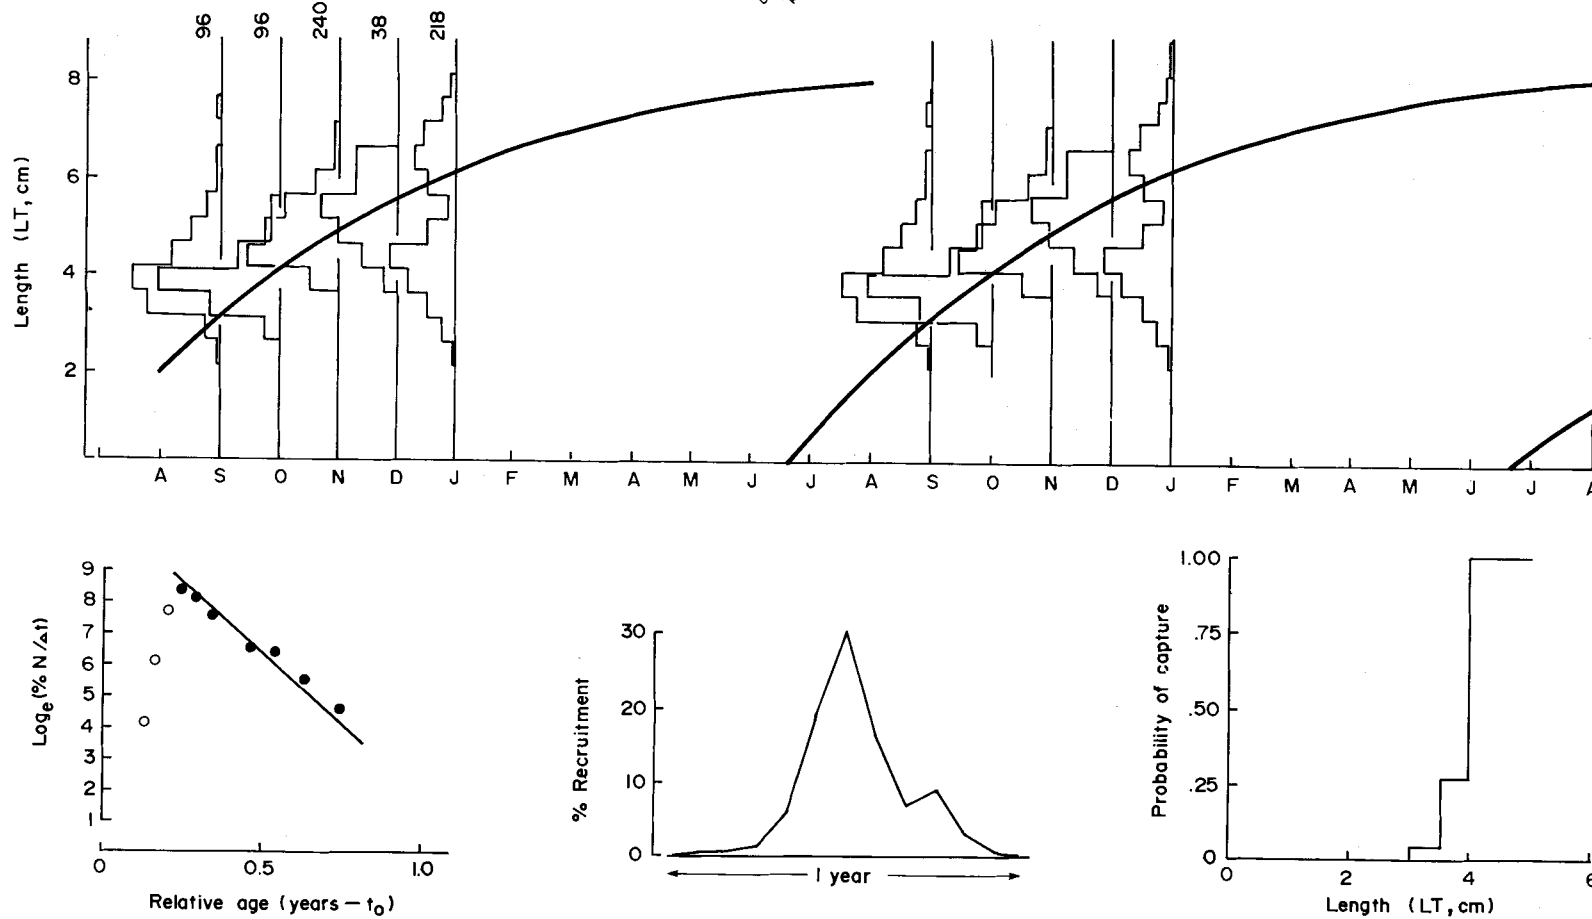 96 96 240 38 218
8
6
4
2
Length (LT, cm)
A S O N D J F M A M J J A S O N D J F M A M J J A
9
8
7
6
5
4
3
2
1
Logₑ(% N/Δt)
0 0.5 1.0
Relative age (years – t₀)
30
20
10
0
% Recruitment
1 year
1.00
.75
.50
.25
0
Probability of capture
0 2 4 6
Length (LT, cm)